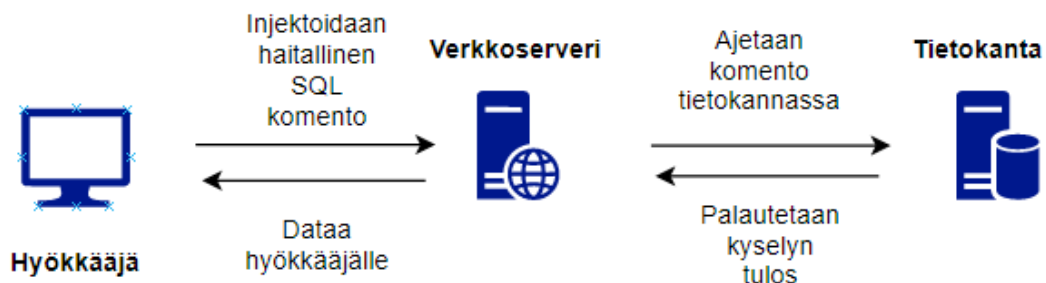 Injektoidaan
haitallinen
SQL
komento
Verkkoserveri
Ajetaan
komento
tietokannassa
Tietokanta
Hyökkääjä
Dataa
hyökkääjälle
Palautetaan
kyselyn
tulos